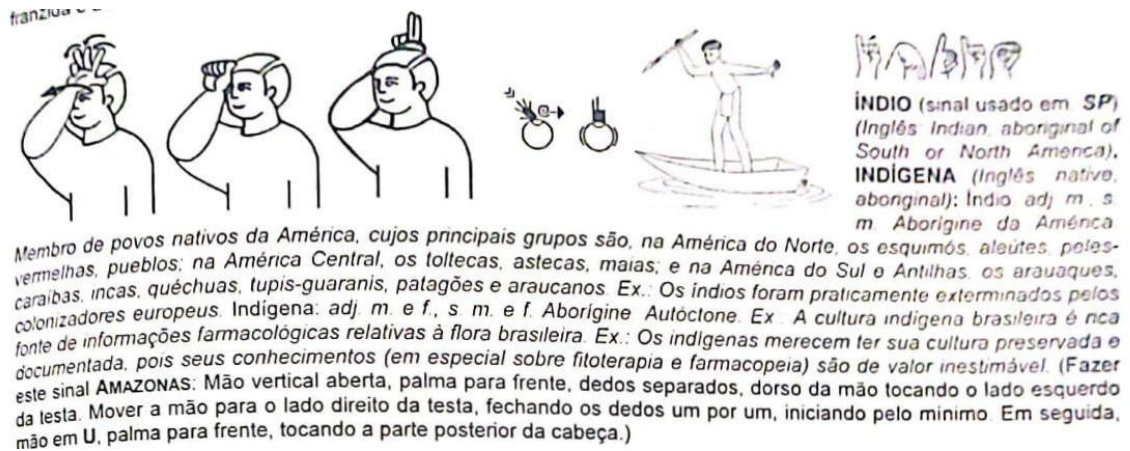 franzida e
ÍNDIO (sinal usado em SP)
(Inglês Indian, aboriginal of
South or North America),
INDÍGENA (Inglês native,
aboriginal): Índio adj m., s.
m. Aborígine da América
Membro de povos nativos da América, cujos principais grupos são, na América do Norte, os esquimós, aleútes, peles-
vermelhas, pueblos; na América Central, os toltecas, astecas, maias; e na América do Sul e Antilhas, os arauaques,
caraíbas, incas, quéchuas, tupis-guaranis, patagões e araucanos. Ex.: Os índios foram praticamente exterminados pelos
colonizadores europeus. Indígena: adj. m. e f., s. m. e f. Aborígine Autóctone. Ex.: A cultura indígena brasileira é rica
fonte de informações farmacológicas relativas à flora brasileira. Ex.: Os indígenas merecem ter sua cultura preservada e
documentada, pois seus conhecimentos (em especial sobre fitoterapia e farmacopeia) são de valor inestimável. (Fazer
este sinal AMAZONAS: Mão vertical aberta, palma para frente, dedos separados, dorso da mão tocando o lado esquerdo
da testa. Mover a mão para o lado direito da testa, fechando os dedos um por um, iniciando pelo mínimo. Em seguida,
mão em U, palma para frente, tocando a parte posterior da cabeça.)